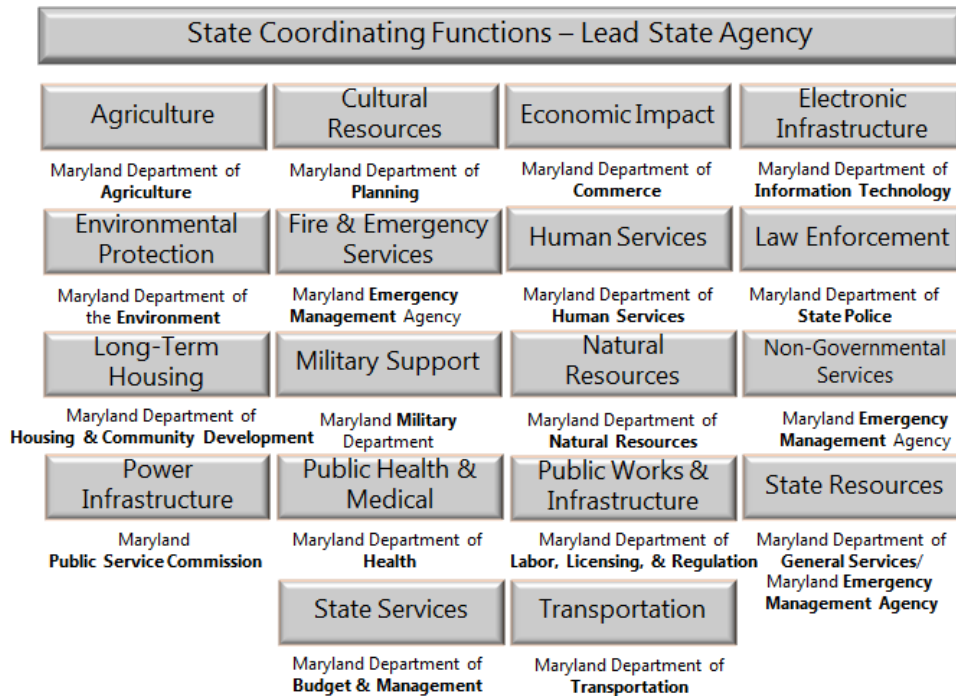 State Coordinating Functions – Lead State Agency
Agriculture
Maryland Department of
Agriculture
Cultural
Resources
Maryland Department of
Planning
Economic Impact
Maryland Department of
Commerce
Electronic
Infrastructure
Maryland Department of
Information Technology
Environmental
Protection
Maryland Department of
the Environment
Fire & Emergency
Services
Maryland Emergency
Management Agency
Human Services
Maryland Department of
Human Services
Law Enforcement
Maryland Department of
State Police
Long-Term
Housing
Maryland Department of
Housing & Community Development
Military Support
Maryland Military
Department
Natural
Resources
Maryland Department of
Natural Resources
Non-Governmental
Services
Maryland Emergency
Management Agency
Power
Infrastructure
Maryland
Public Service Commission
Public Health &
Medical
Maryland Department of
Health
Public Works &
Infrastructure
Maryland Department of
Labor, Licensing, & Regulation
State Resources
Maryland Department of
General Services/
Maryland Emergency
Management Agency
State Services
Maryland Department of
Budget & Management
Transportation
Maryland Department of
Transportation